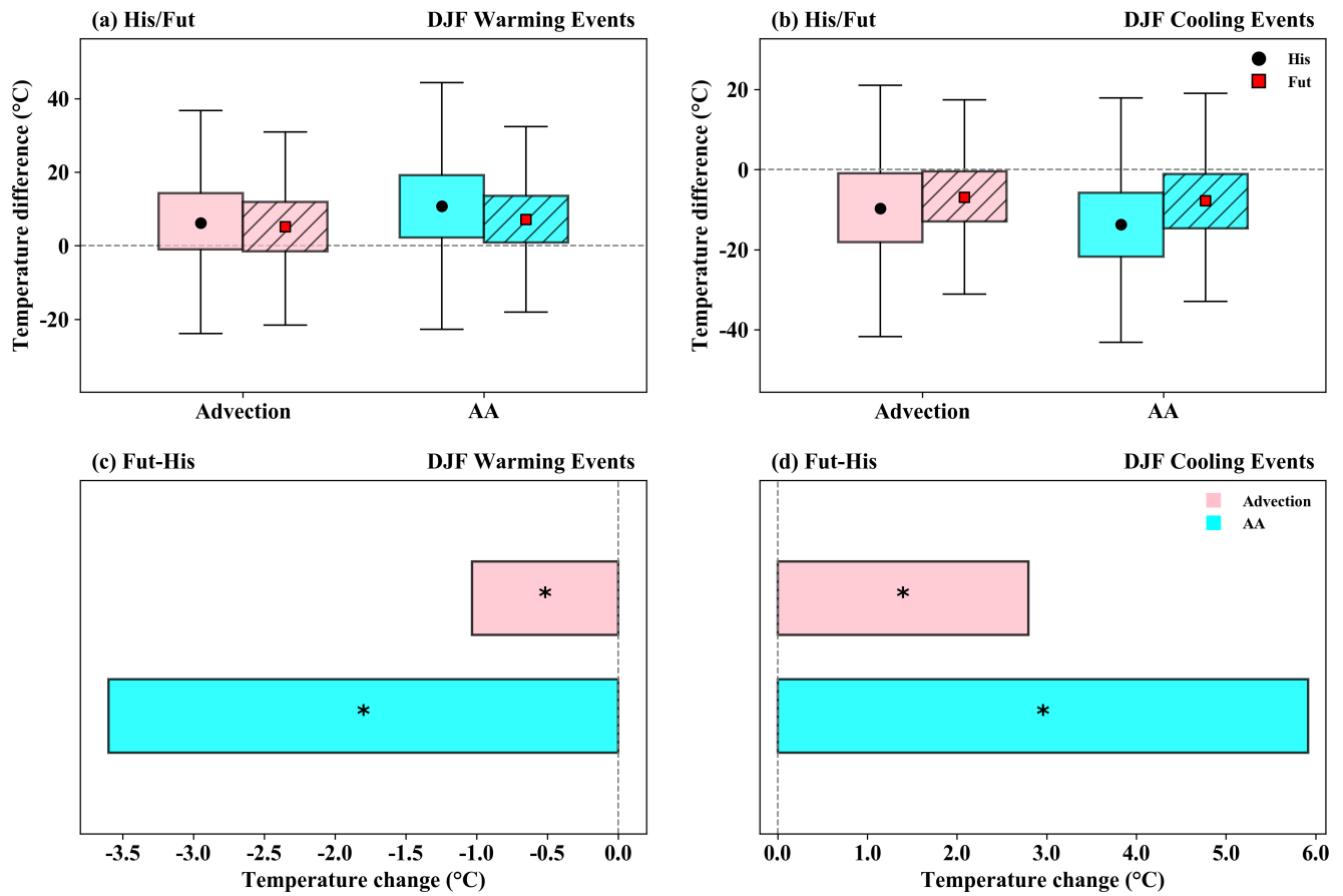 (a) His/Fut DJF Warming Events
Temperature difference (°C)
40
20
0
-20
Advection AA
(b) His/Fut DJF Cooling Events
Temperature difference (°C)
20
0
-20
-40
His
Fut
Advection AA
(c) Fut-His DJF Warming Events
*
*
-3.5 -3.0 -2.5 -2.0 -1.5 -1.0 -0.5 0.0
Temperature change (°C)
(d) Fut-His DJF Cooling Events
Advection
AA
*
*
0.0 1.0 2.0 3.0 4.0 5.0 6.0
Temperature change (°C)